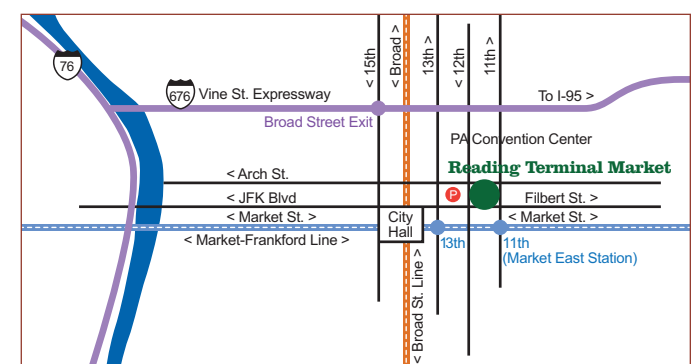 76
676
Vine St. Expressway
Broad Street Exit
< 15th
< Broad >
13th >
< 12th
11th >
To I-95 >
PA Convention Center
Reading Terminal Market
< Arch St.
< JFK Blvd
P
Filbert St. >
< Market St. >
City
Hall
< Market St. >
< Market-Frankford Line >
13th
11th
(Market East Station)
< Broad St. Line >